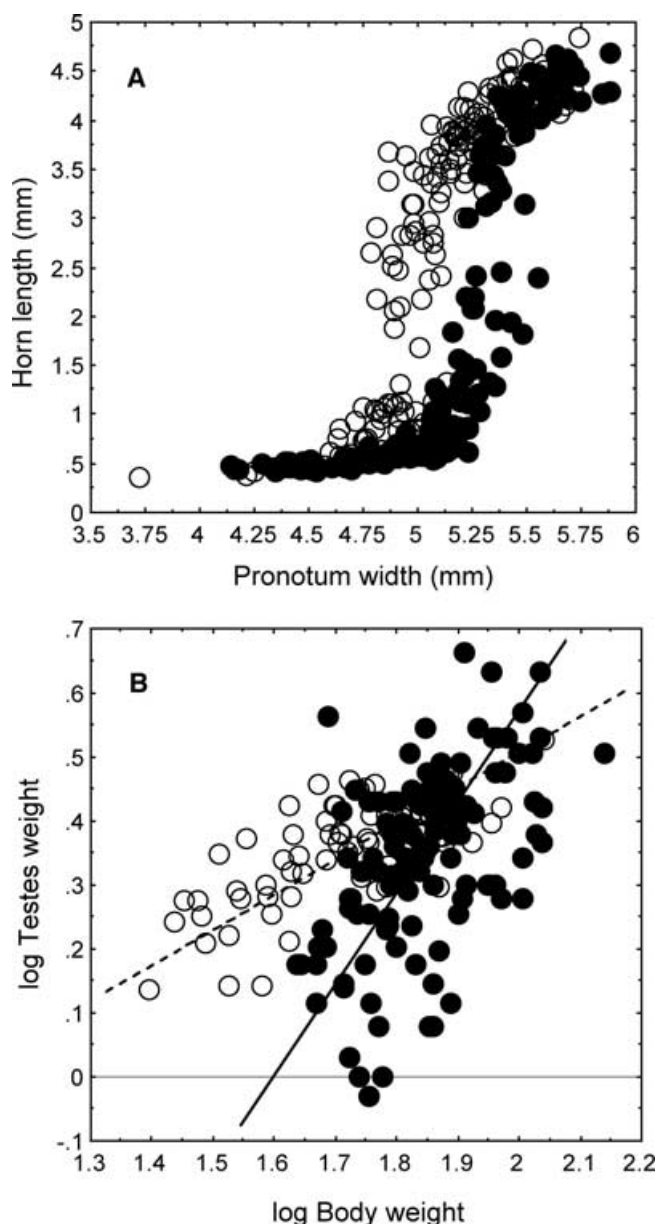 5
4.5
A
4
3.5
3
2.5
2
1.5
1
.5
0
Horn length (mm)
3.5 3.75 4 4.25 4.5 4.75 5 5.25 5.5 5.75 6
Pronotum width (mm)
.7
B
.6
.5
.4
.3
.2
.1
0
-.1
log Testes weight
1.3 1.4 1.5 1.6 1.7 1.8 1.9 2 2.1 2.2
log Body weight